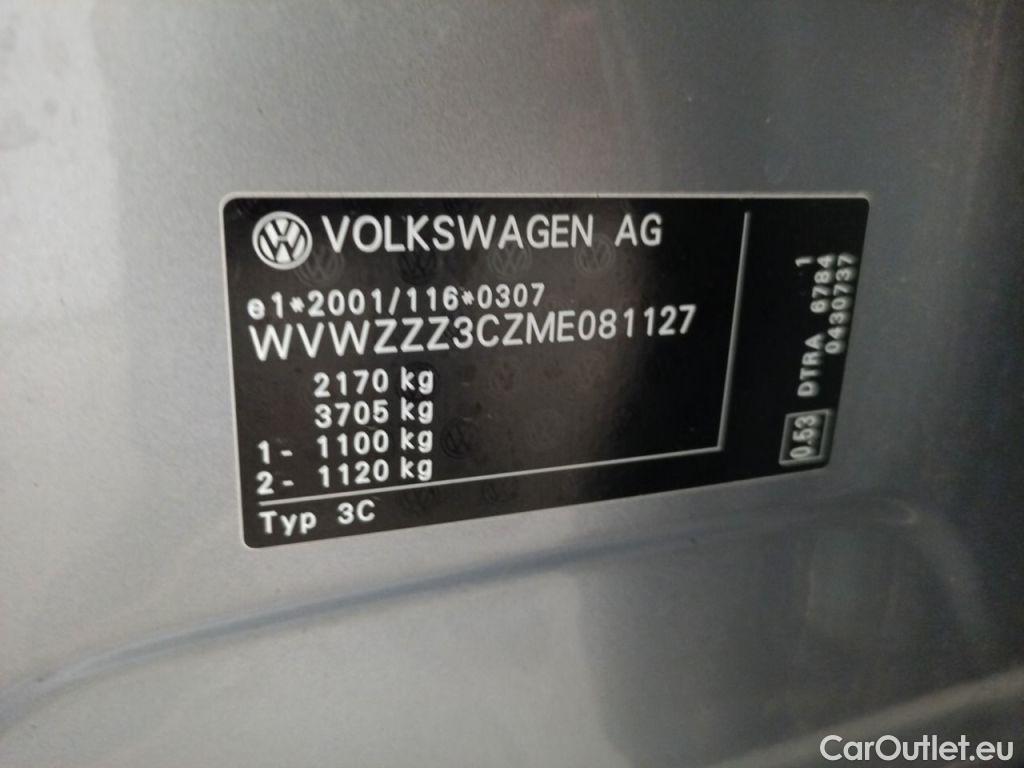 VOLKSWAGEN AG
e1*2001/116*0307
WVWZZZ3CZME081127
2170 kg
3705 kg
1- 1100 kg
2- 1120 kg
Typ 3C
0.53 DTRA 6784 1
0430737
CarOutlet.eu